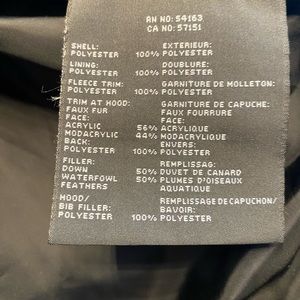 RN NO: 54163
CA NO: 57151
SHELL: EXTERIEUR:
POLYESTER 100% POLYESTER
LINING: DOUBLURE:
POLYESTER 100% POLYESTER
FLEECE TRIM: GARNITURE DE MOLLETON:
POLYESTER 100% POLYESTER
TRIM AT HOOD: GARNITURE DE CAPUCHE:
FAUX FUR FAUX FOURRURE
FACE: FACE:
ACRYLIC 56% ACRYLIQUE
MODACRYLIC 44% MODACRYLIQUE
BACK: ENVERS:
POLYESTER 100% POLYESTER
FILLER: REMPLISSAG:
DOWN 50% DUVET DE CANARD
WATERFOWL 50% PLUMES D'OISEAUX
FEATHERS AQUATIQUE
HOOD/ REMPLISSAGE DE CAPUCHON/
BIB FILLER: BAVOIR:
POLYESTER 100% POLYESTER